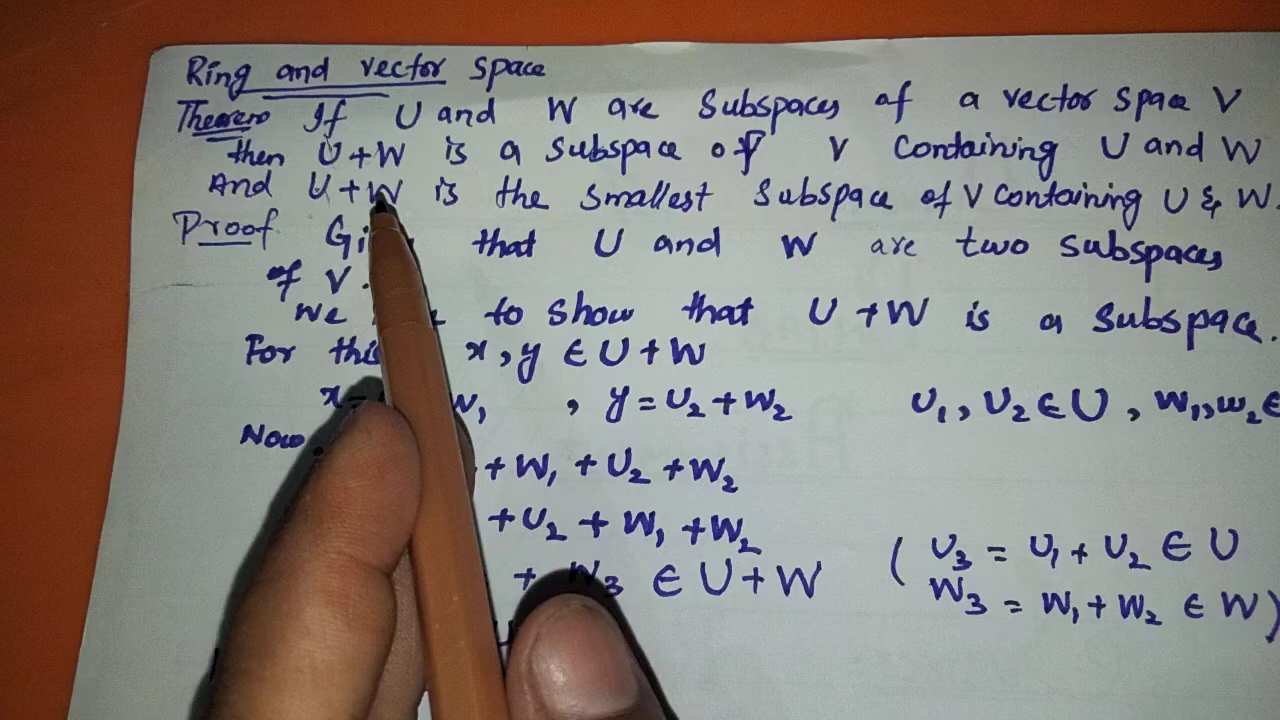 Ring and vector space
Theorem If U and W are Subspaces of a vector space V
then U+W is a subspace of V containing U and W
And U+W is the smallest subspace of V containing U & W.
Proof that U and W are two subspaces
of V.
We to show that U+W is a subspace.
For this x, y ∈ U+W
x= W₁ , y = U₂+W₂ U₁, U₂ ∈ U, W₁, W₂ ∈
Now
+W₁ + U₂ + W₂
+U₂ + W₁ + W₂
+ W₃ ∈ U+W
( U₃ = U₁ + U₂ ∈ U
W₃ = W₁ + W₂ ∈ W)